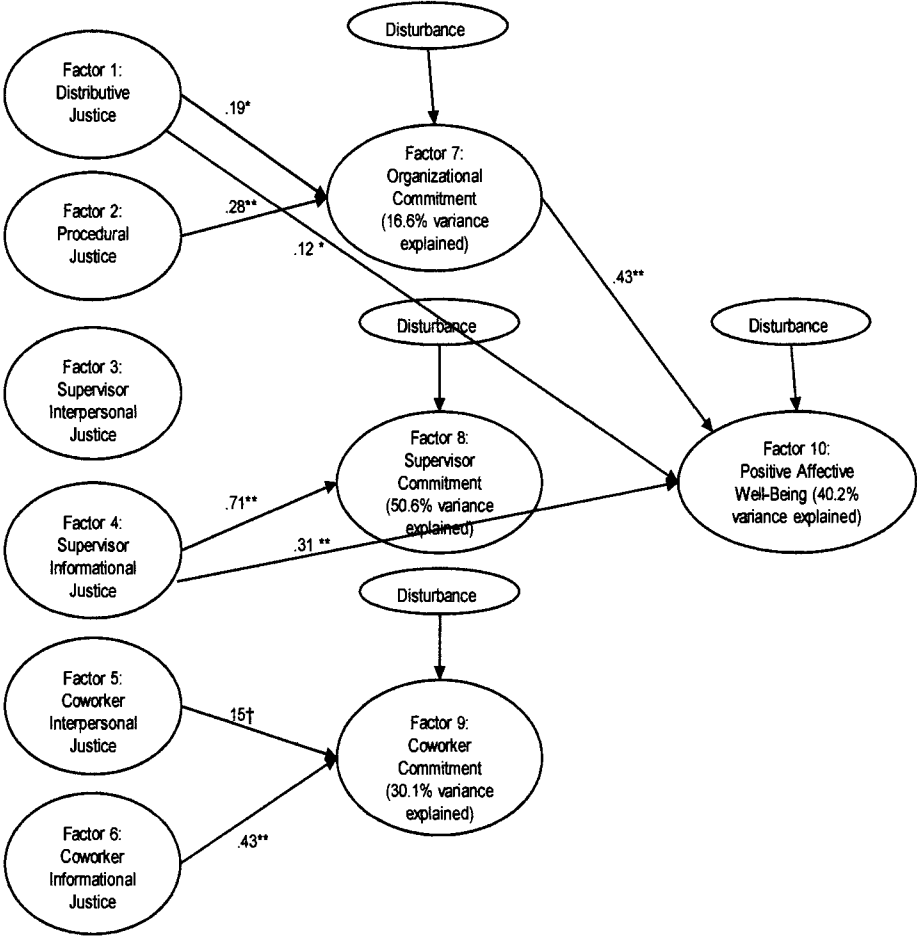 Disturbance
Factor 1:
Distributive
Justice
.19*
Factor 7:
Organizational
Commitment
(16.6% variance
explained)
Factor 2:
Procedural
Justice
.28**
.12 *
.43**
Disturbance
Disturbance
Factor 3:
Supervisor
Interpersonal
Justice
Factor 8:
Supervisor
Commitment
(50.6% variance
explained)
Factor 10:
Positive Affective
Well-Being (40.2%
variance explained)
Factor 4:
Supervisor
Informational
Justice
.71**
.31 **
Disturbance
Factor 5:
Coworker
Interpersonal
Justice
15†
Factor 9:
Coworker
Commitment
(30.1% variance
explained)
Factor 6:
Coworker
Informational
Justice
.43**